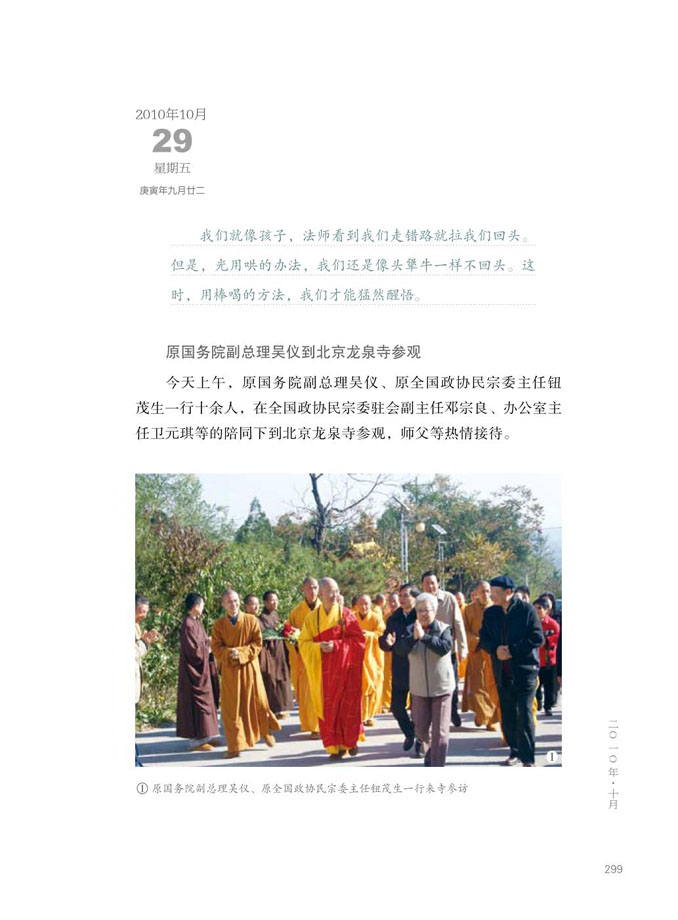 2010年10月
29
星期五
庚寅年九月廿二
我们就像孩子，法师看到我们走错路就拉我们回头。
但是，光用哄的办法，我们还是像头犟牛一样不回头。这
时，用棒喝的方法，我们才能猛然醒悟。
原国务院副总理吴仪到北京龙泉寺参观
今天上午，原国务院副总理吴仪、原全国政协民宗委主任钮
茂生一行十余人，在全国政协民宗委驻会副主任邓宗良、办公室主
任卫元琪等的陪同下到北京龙泉寺参观，师父等热情接待。
①
① 原国务院副总理吴仪、原全国政协民宗委主任钮茂生一行来寺参访
二〇一〇年·十月
299